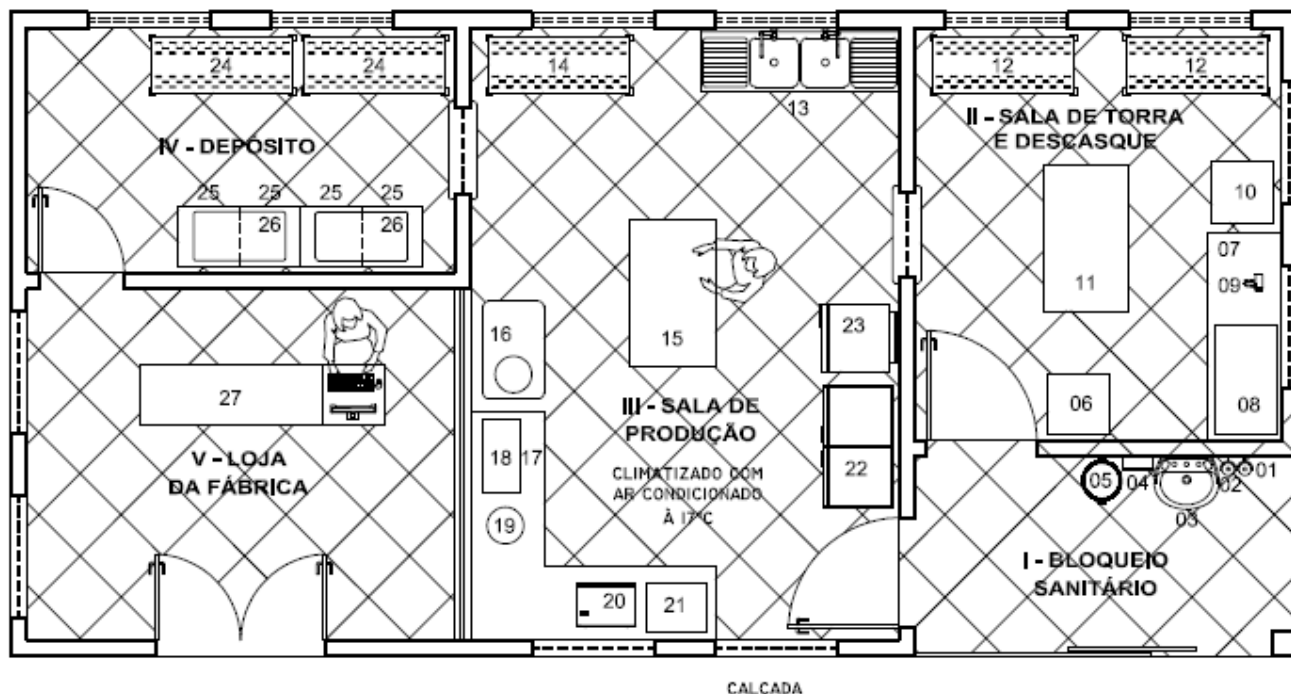 24
24
14
13
12
12
IV - DEPÓSITO
II - SALA DE TORRA
E DESCASQUE
25
25
25
25
26
26
10
07
09
11
08
06
16
15
23
III - SALA DE
PRODUÇÃO
CLIMATIZADO COM
AR CONDICIONADO
À 17°C
22
18
17
19
20
21
27
V - LOJA
DA FÁBRICA
05
04
03
02
01
I - BLOQUEIO
SANITÁRIO
CALÇADA